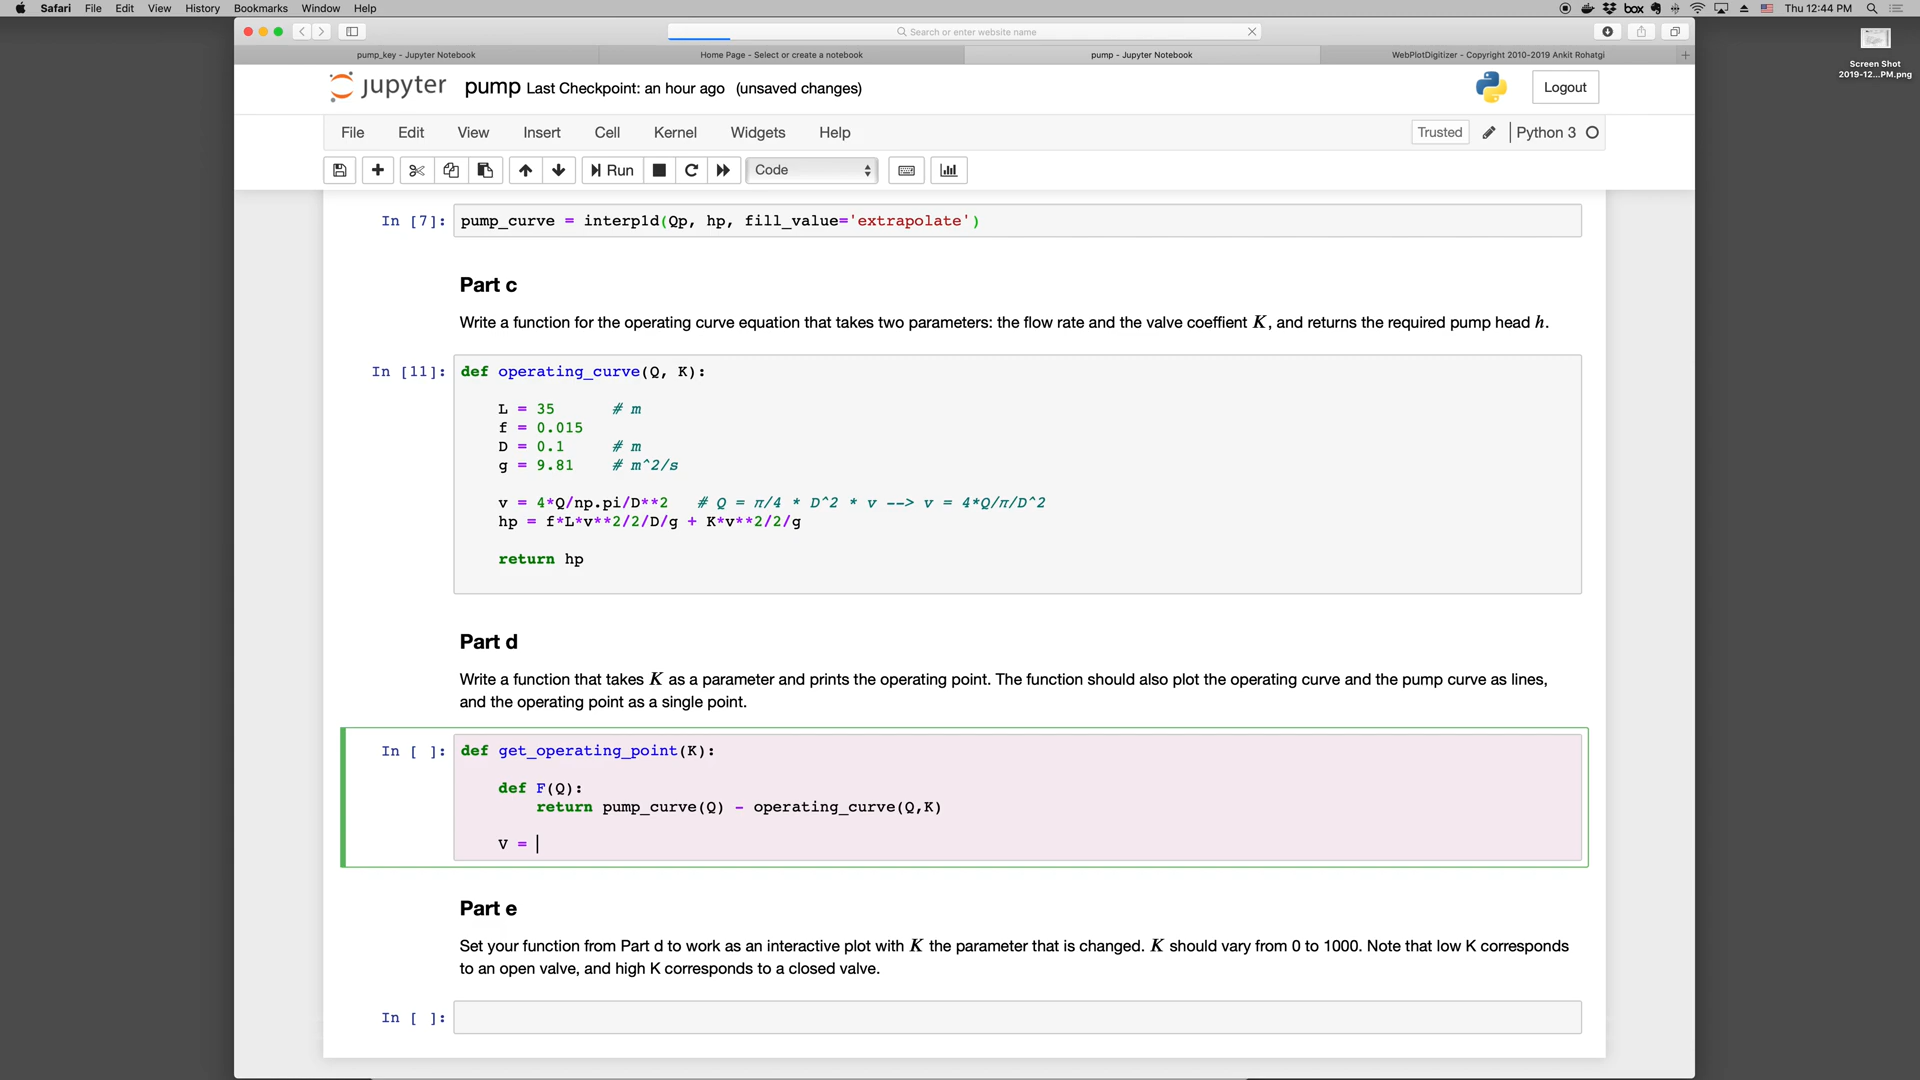 Safari File Edit View History Bookmarks Window Help box Thu 12:44 PM
Search or enter website name
pump_key - Jupyter Notebook Home Page - Select or create a notebook pump - Jupyter Notebook WebPlotDigitizer - Copyright 2010-2019 Ankit Rohatgi
Screen Shot
2019-12...PM.png
jupyter pump Last Checkpoint: an hour ago (unsaved changes) Logout
File Edit View Insert Cell Kernel Widgets Help Trusted Python 3
Run Code
In [7]: pump_curve = interp1d(Qp, hp, fill_value='extrapolate')
Part c
Write a function for the operating curve equation that takes two parameters: the flow rate and the valve coeffient K, and returns the required pump head h.
In [11]: def operating_curve(Q, K):
L = 35 # m
f = 0.015
D = 0.1 # m
g = 9.81 # m^2/s
v = 4*Q/np.pi/D**2 # Q = π/4 * D^2 * v --> v = 4*Q/π/D^2
hp = f*L*v**2/2/D/g + K*v**2/2/g
return hp
Part d
Write a function that takes K as a parameter and prints the operating point. The function should also plot the operating curve and the pump curve as lines,
and the operating point as a single point.
In [ ]: def get_operating_point(K):
def F(Q):
return pump_curve(Q) - operating_curve(Q,K)
V =
Part e
Set your function from Part d to work as an interactive plot with K the parameter that is changed. K should vary from 0 to 1000. Note that low K corresponds
to an open valve, and high K corresponds to a closed valve.
In [ ]: